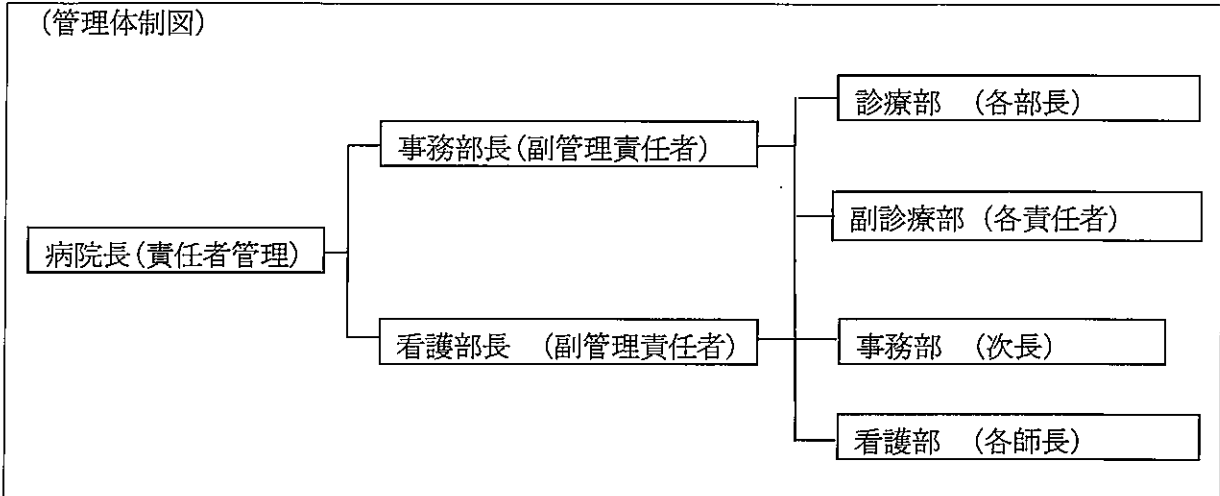 (管理体制図)
診療部 (各部長)
事務部長(副管理責任者)
副診療部 (各責任者)
病院長(責任者管理)
看護部長 (副管理責任者)
事務部 (次長)
看護部 (各師長)